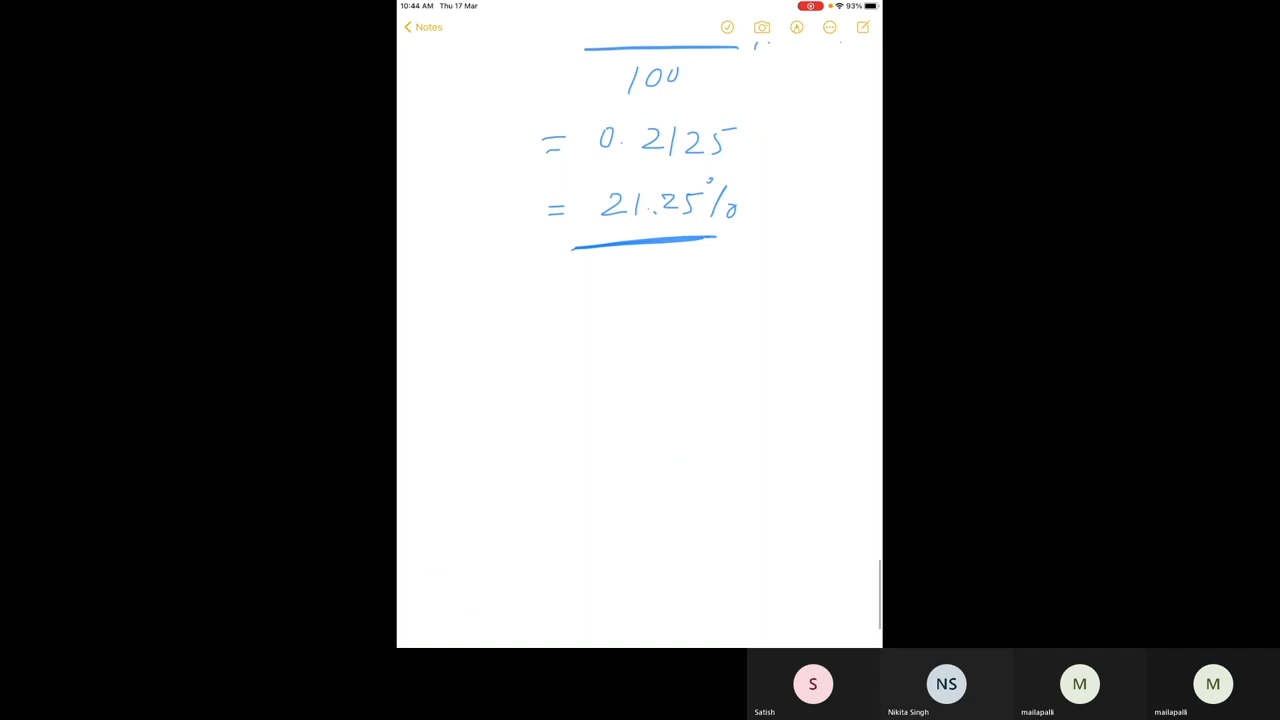 10:44 AM Thu 17 Mar
93%
Notes
100
= 0.2125
= 21.25%
S
NS
M
M
Satish
Nikita Singh
mailapalli
mailapalli